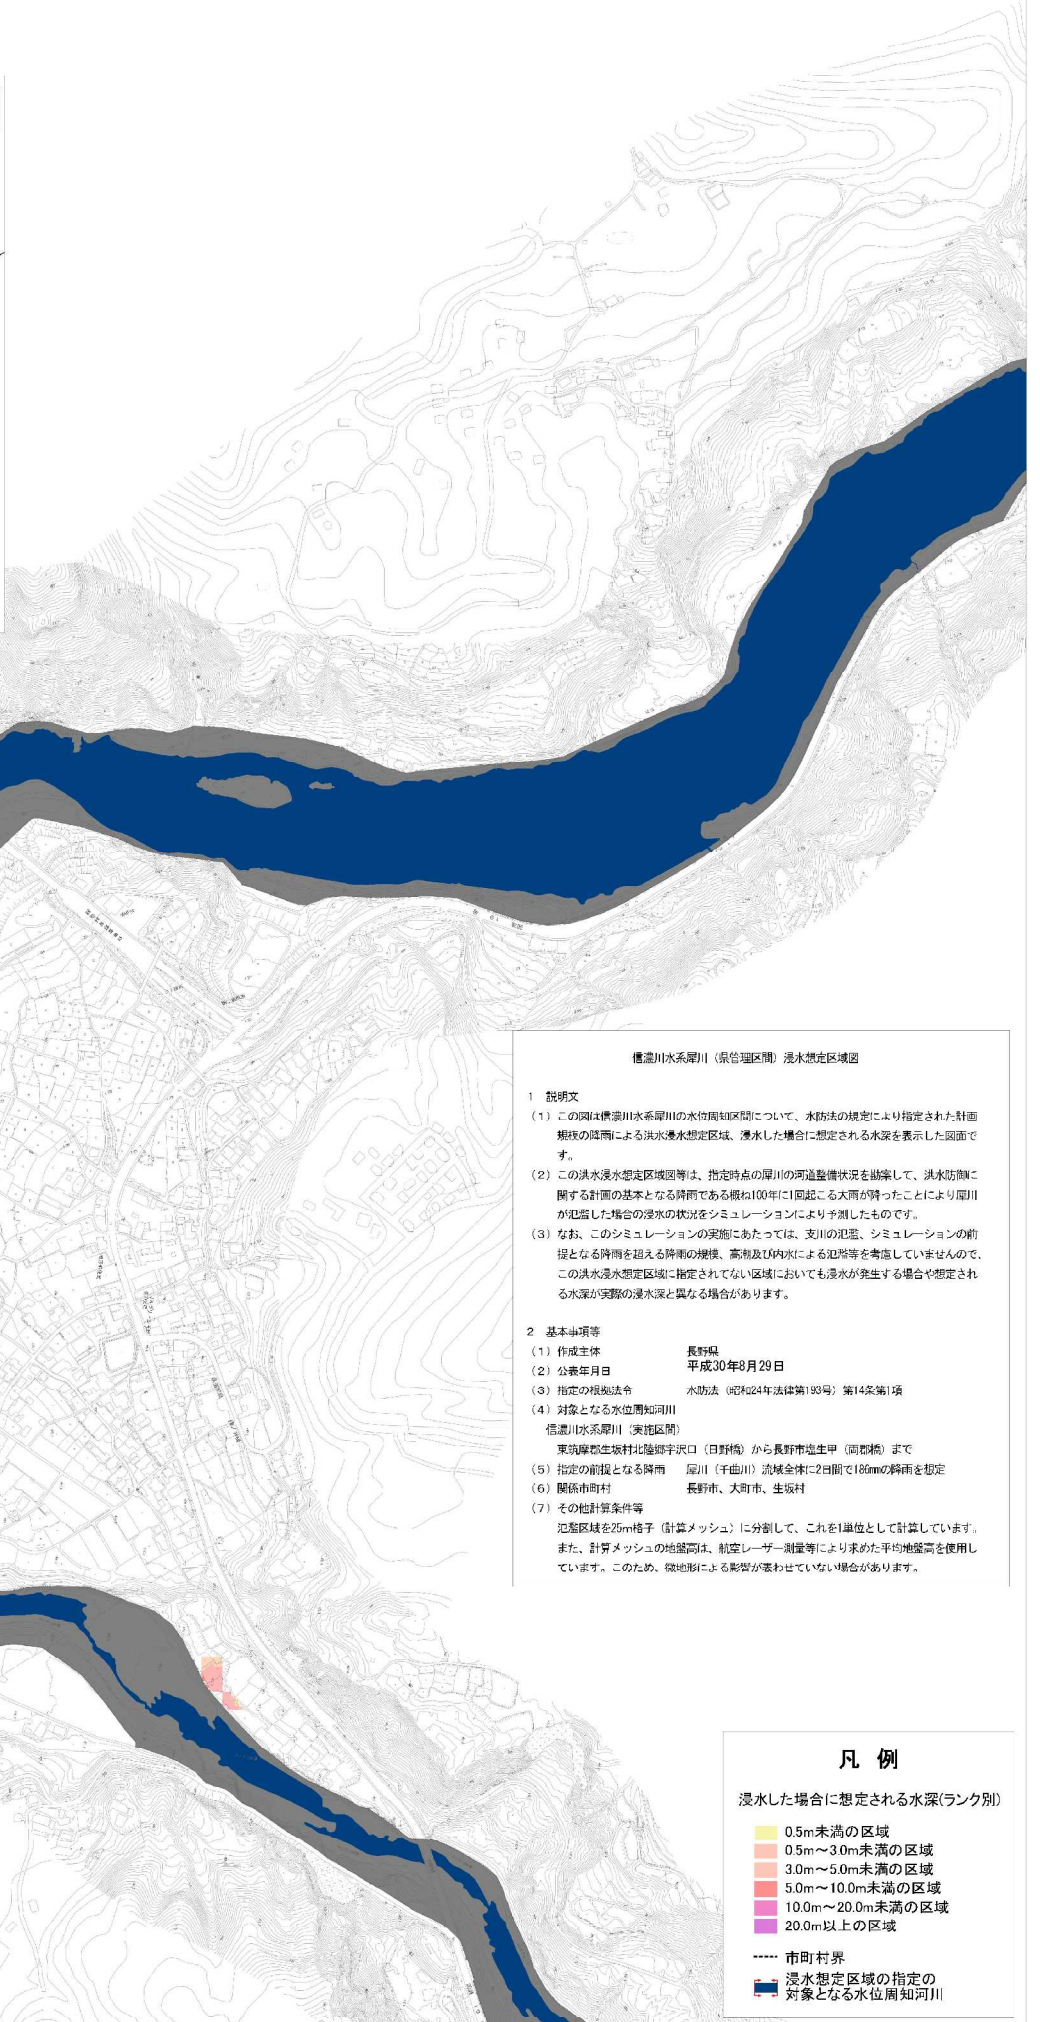 信濃川水系犀川（県管理区間）浸水想定区域図
1　説明文
（1）この図は信濃川水系犀川の水位周知区間について、水防法の規定により指定された計画
規模の降雨による洪水浸水想定区域、浸水した場合に想定される水深を表示した図面で
す。
（2）この洪水浸水想定区域図等は、指定時点の犀川の河道整備状況を勘案して、洪水防御に
関する計画の基本となる降雨である概ね100年に1回起こる大雨が降ったことにより犀川
が氾濫した場合の浸水の状況をシミュレーションにより予測したものです。
（3）なお、このシミュレーションの実施にあたっては、支川の氾濫、シミュレーションの前
提となる降雨を超える降雨の規模、高潮及び内水による氾濫等を考慮していませんので、
この洪水浸水想定区域に指定されてない区域においても浸水が発生する場合や想定され
る水深が実際の浸水深と異なる場合があります。
2　基本事項等
（1）作成主体　長野県
（2）公表年月日　平成30年8月29日
（3）指定の根拠法令　水防法（昭和24年法律第193号）第14条第1項
（4）対象となる水位周知河川
信濃川水系犀川（実施区間）
東筑摩郡生坂村北陸郷字沢口（日野橋）から長野市塩生甲（両郡橋）まで
（5）指定の前提となる降雨　犀川（千曲川）流域全体に2日間で186mmの降雨を想定
（6）関係市町村　長野市、大町市、生坂村
（7）その他計算条件等
氾濫区域を25m格子（計算メッシュ）に分割して、これを1単位として計算しています。
また、計算メッシュの地盤高は、航空レーザー測量等により求めた平均地盤高を使用し
ています。このため、微地形による影響が表わせていない場合があります。
凡 例
浸水した場合に想定される水深(ランク別)
0.5m未満の区域
0.5m～3.0m未満の区域
3.0m～5.0m未満の区域
5.0m～10.0m未満の区域
10.0m～20.0m未満の区域
20.0m以上の区域
市町村界
浸水想定区域の指定の
対象となる水位周知河川